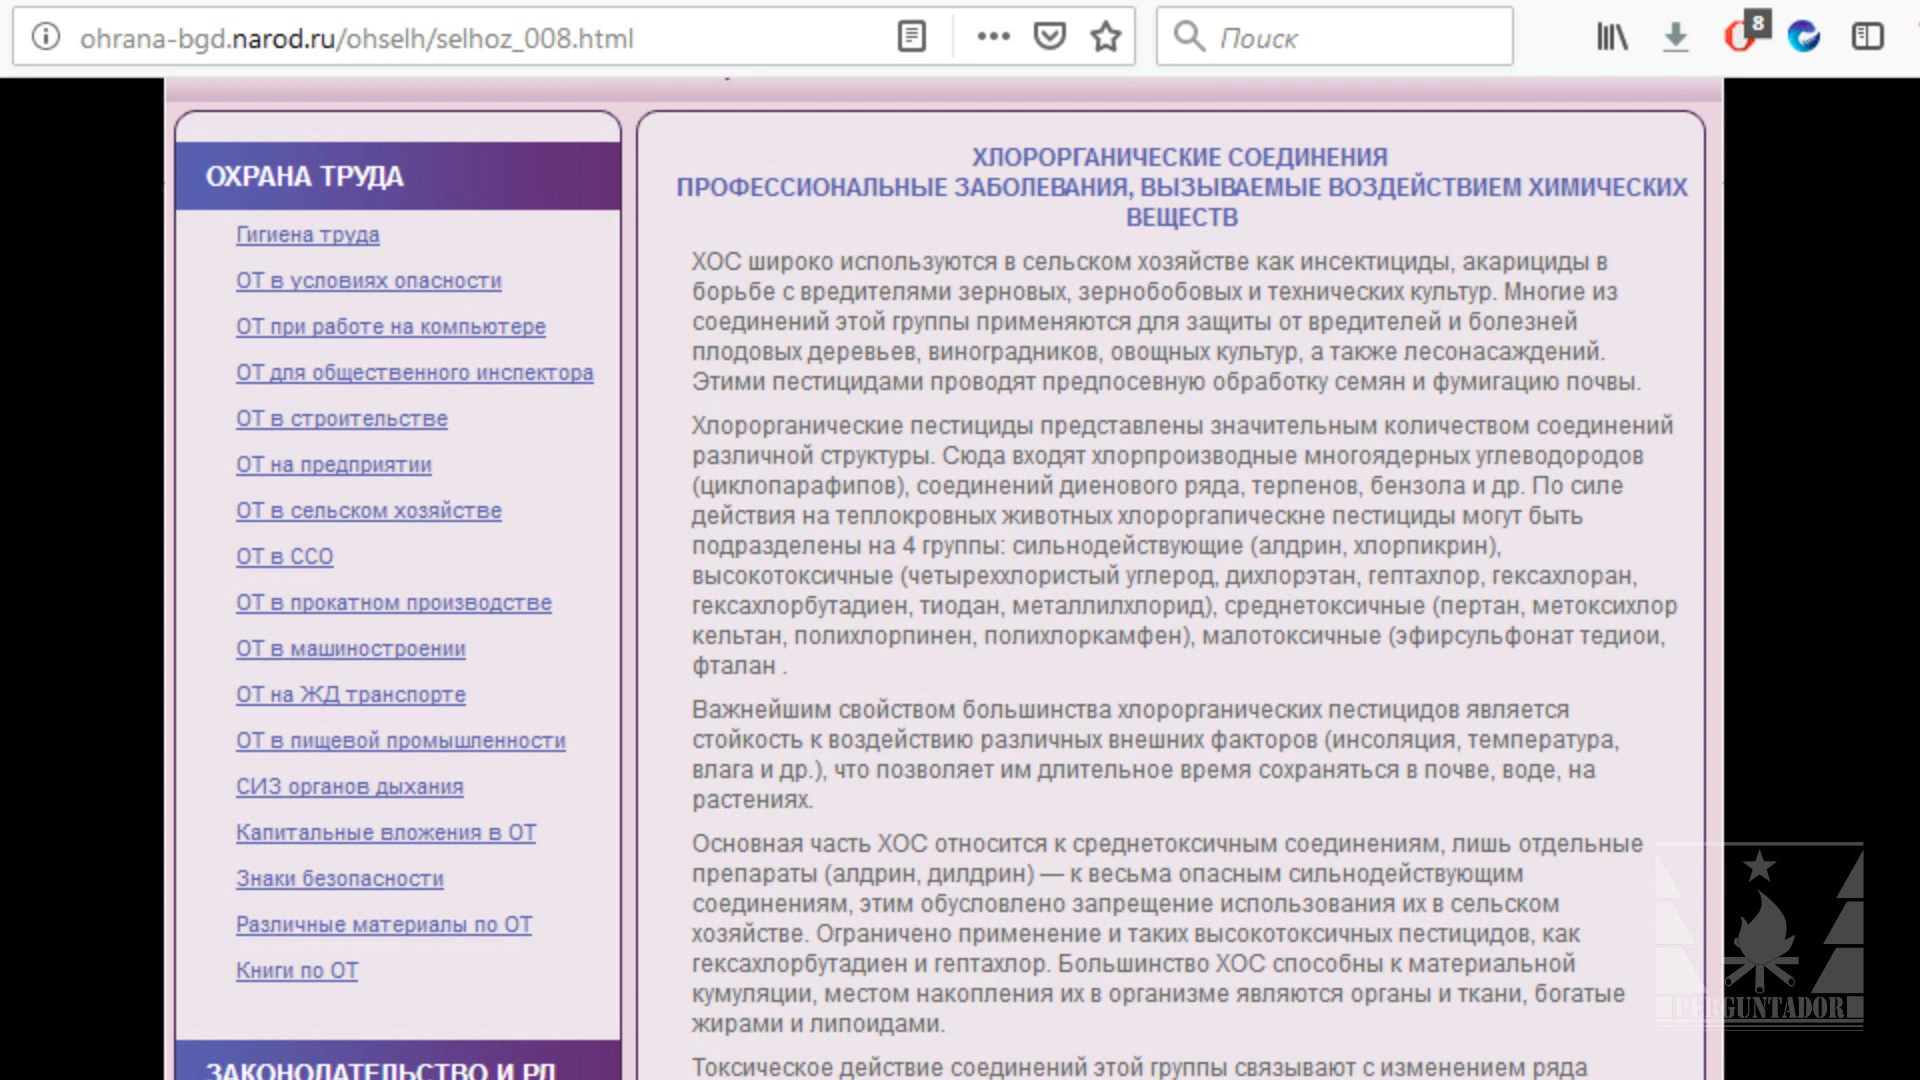 ohrana-bgd.narod.ru/ohselh/selhoz_008.html
Поиск
8
ОХРАНА ТРУДА
Гигиена труда
ОТ в условиях опасности
ОТ при работе на компьютере
ОТ для общественного инспектора
ОТ в строительстве
ОТ на предприятии
ОТ в сельском хозяйстве
ОТ в ССО
ОТ в прокатном производстве
ОТ в машиностроении
ОТ на ЖД транспорте
ОТ в пищевой промышленности
СИЗ органов дыхания
Капитальные вложения в ОТ
Знаки безопасности
Различные материалы по ОТ
Книги по ОТ
ЗАКОНОДАТЕЛЬСТВО И РД
ХЛОРОРГАНИЧЕСКИЕ СОЕДИНЕНИЯ
ПРОФЕССИОНАЛЬНЫЕ ЗАБОЛЕВАНИЯ, ВЫЗЫВАЕМЫЕ ВОЗДЕЙСТВИЕМ ХИМИЧЕСКИХ
ВЕЩЕСТВ
ХОС широко используются в сельском хозяйстве как инсектициды, акарициды в
борьбе с вредителями зерновых, зернобобовых и технических культур. Многие из
соединений этой группы применяются для защиты от вредителей и болезней
плодовых деревьев, виноградников, овощных культур, а также лесонасаждений.
Этими пестицидами проводят предпосевную обработку семян и фумигацию почвы.
Хлорорганические пестициды представлены значительным количеством соединений
различной структуры. Сюда входят хлорпроизводные многоядерных углеводородов
(циклопарафипов), соединений диенового ряда, терпенов, бензола и др. По силе
действия на теплокровных животных хлороргапическне пестициды могут быть
подразделены на 4 группы: сильнодействующие (алдрин, хлорпикрин),
высокотоксичные (четыреххлористый углерод, дихлорэтан, гептахлор, гексахлоран,
гексахлорбутадиен, тиодан, металлилхлорид), среднетоксичные (пертан, метоксихлор
кельтан, полихлорпинен, полихлоркамфен), малотоксичные (эфирсульфонат тедиои,
фталан .
Важнейшим свойством большинства хлорорганических пестицидов является
стойкость к воздействию различных внешних факторов (инсоляция, температура,
влага и др.), что позволяет им длительное время сохраняться в почве, воде, на
растениях.
Основная часть ХОС относится к среднетоксичным соединениям, лишь отдельные
препараты (алдрин, дилдрин) — к весьма опасным сильнодействующим
соединениям, этим обусловлено запрещение использования их в сельском
хозяйстве. Ограничено применение и таких высокотоксичных пестицидов, как
гексахлорбутадиен и гептахлор. Большинство ХОС способны к материальной
кумуляции, местом накопления их в организме являются органы и ткани, богатые
жирами и липоидами.
Токсическое действие соединений этой группы связывают с изменением ряда
PERGUNTADOR